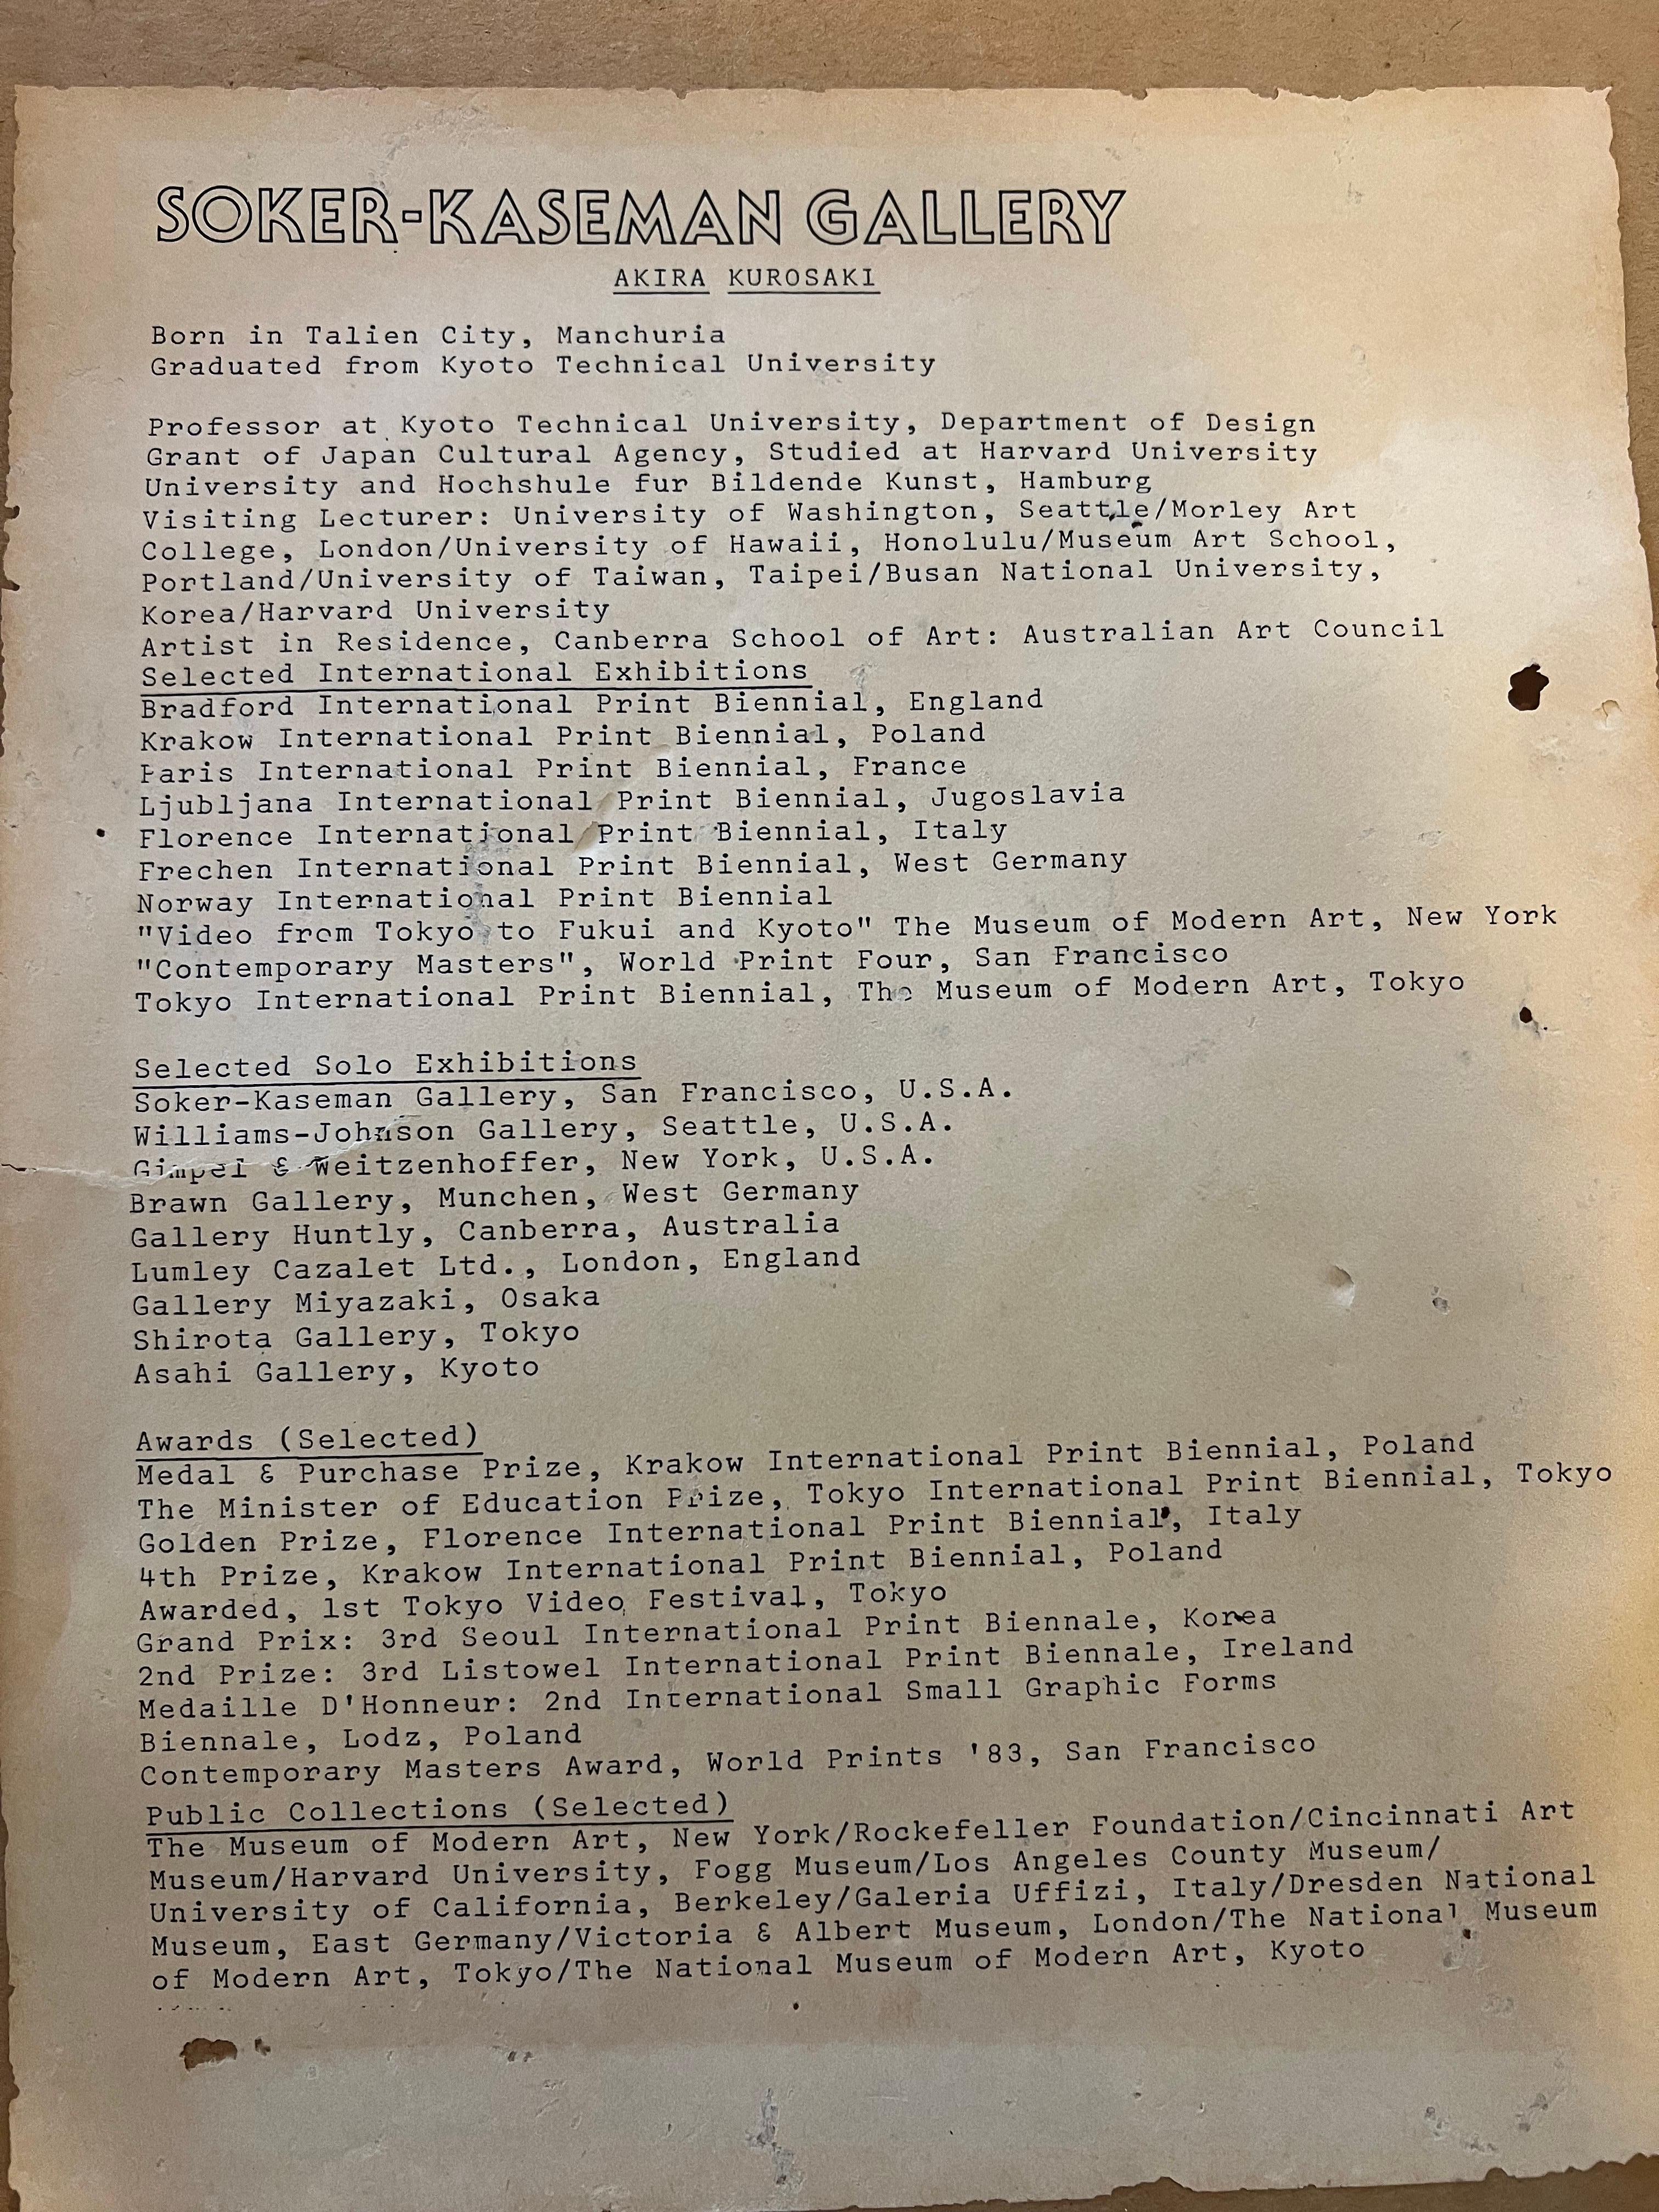 SOKER-KASEMAN GALLERY
AKIRA KUROSAKI
Born in Talien City, Manchuria
Graduated from Kyoto Technical University
Professor at Kyoto Technical University, Department of Design
Grant of Japan Cultural Agency, Studied at Harvard University
University and Hochshule fur Bildende Kunst, Hamburg
Visiting Lecturer: University of Washington, Seattle/Morley Art
College, London/University of Hawaii, Honolulu/Museum Art School,
Portland/University of Taiwan, Taipei/Busan National University,
Korea/Harvard University
Artist in Residence, Canberra School of Art: Australian Art Council
Selected International Exhibitions
Bradford International Print Biennial, England
Krakow International Print Biennial, Poland
Paris International Print Biennial, France
Ljubljana International Print Biennial, Jugoslavia
Florence International Print Biennial, Italy
Frechen International Print Biennial, West Germany
Norway International Print Biennial
"Video from Tokyo to Fukui and Kyoto" The Museum of Modern Art, New York
"Contemporary Masters", World Print Four, San Francisco
Tokyo International Print Biennial, The Museum of Modern Art, Tokyo
Selected Solo Exhibitions
Soker-Kaseman Gallery, San Francisco, U.S.A.
Williams-Johnson Gallery, Seattle, U.S.A.
Gimpel & Weitzenhoffer, New York, U.S.A.
Brawn Gallery, Munchen, West Germany
Gallery Huntly, Canberra, Australia
Lumley Cazalet Ltd., London, England
Gallery Miyazaki, Osaka
Shirota Gallery, Tokyo
Asahi Gallery, Kyoto
Awards (Selected)
Medal & Purchase Prize, Krakow International Print Biennial, Poland
The Minister of Education Prize, Tokyo International Print Biennial, Tokyo
Golden Prize, Florence International Print Biennial, Italy
4th Prize, Krakow International Print Biennial, Poland
Awarded, 1st Tokyo Video Festival, Tokyo
Grand Prix: 3rd Seoul International Print Biennale, Korea
2nd Prize: 3rd Listowel International Print Biennale, Ireland
Medaille D'Honneur: 2nd International Small Graphic Forms
Biennale, Lodz, Poland
Contemporary Masters Award, World Prints '83, San Francisco
Public Collections (Selected)
The Museum of Modern Art, New York/Rockefeller Foundation/Cincinnati Art
Museum/Harvard University, Fogg Museum/Los Angeles County Museum/
University of California, Berkeley/Galeria Uffizi, Italy/Dresden National
Museum, East Germany/Victoria & Albert Museum, London/The National Museum
of Modern Art, Tokyo/The National Museum of Modern Art, Kyoto